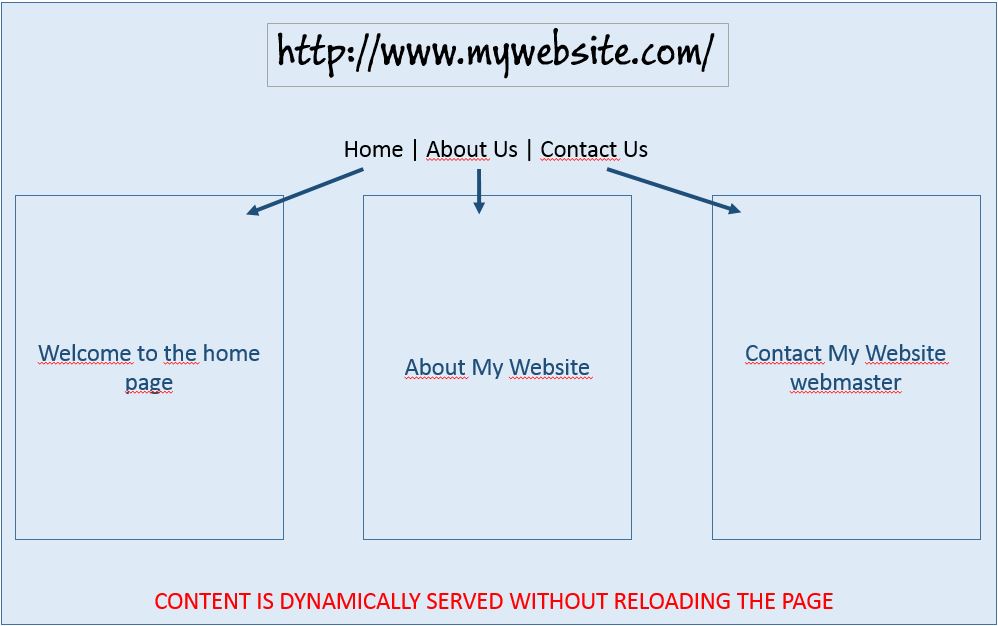 http://www.mywebsite.com/
Home | About Us | Contact Us
Welcome to the home
page
About My Website
Contact My Website
webmaster
CONTENT IS DYNAMICALLY SERVED WITHOUT RELOADING THE PAGE